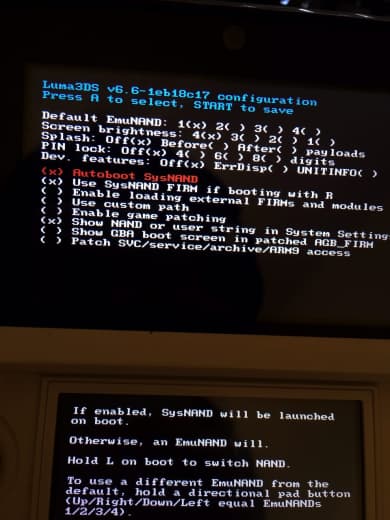 Luma3DS v6.6-1eb18c17 configuration
Press A to select, START to save
Default EmuNAND: 1(x) 2( ) 3( ) 4( )
Screen brightness: 4(x) 3( ) 2( ) 1( )
Splash: Off(x) Before( ) After( ) payloads
PIN lock: Off(x) 4( ) 6( ) 8( ) digits
Dev. features: Off(x) ErrDisp( ) UNITINFO( )
(x) Autoboot SysNAND
(x) Use SysNAND FIRM if booting with R
( ) Enable loading external FIRMs and modules
( ) Use custom path
( ) Enable game patching
(x) Show NAND or user string in System Settings
( ) Show GBA boot screen in patched AGB_FIRM
( ) Patch SVC/service/archive/ARM9 access
If enabled, SysNAND will be launched
on boot.
Otherwise, an EmuNAND will.
Hold L on boot to switch NAND.
To use a different EmuNAND from the
default, hold a directional pad button
(Up/Right/Down/Left equal EmuNANDs
1/2/3/4).